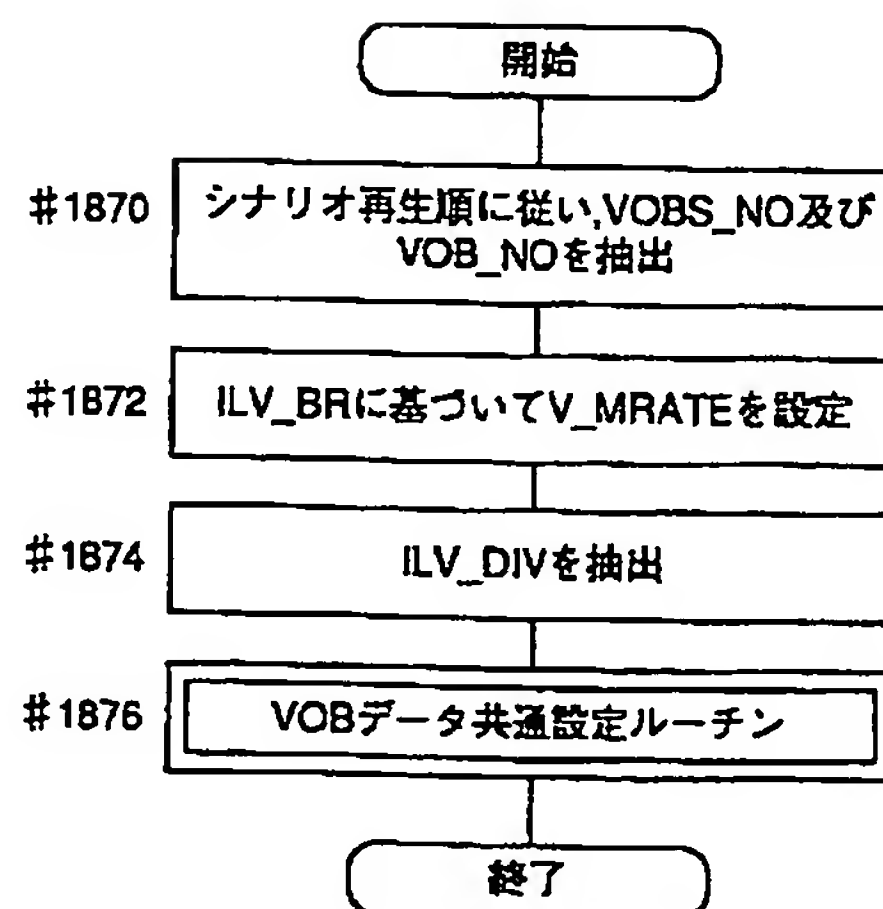 開始
#1870
シナリオ再生順に従い,VOBS_NO及び
VOB_NOを抽出
#1872
ILV_BRに基づいてV_MRATEを設定
#1874
ILV_DIVを抽出
#1876
VOBデータ共通設定ルーチン
終了